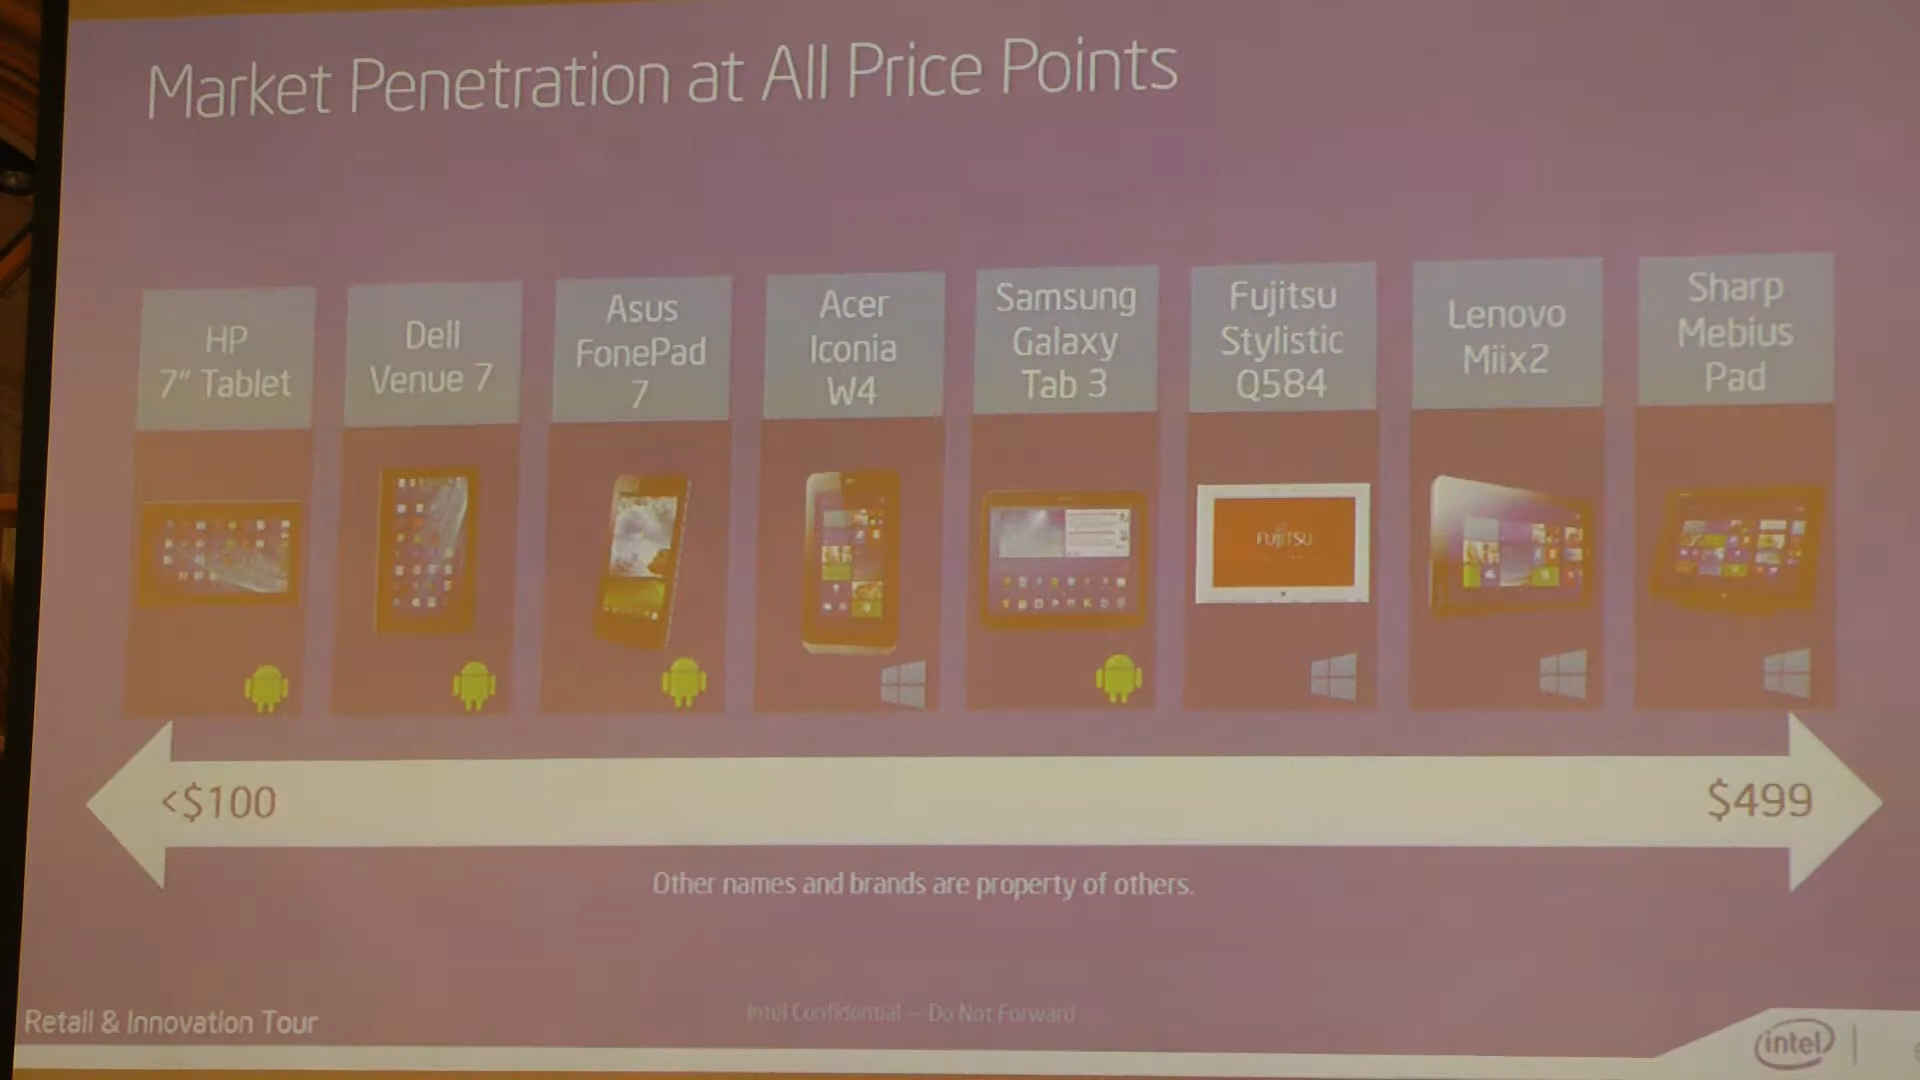 Market Penetration at All Price Points
HP
7" Tablet
Dell
Venue 7
Asus
FonePad
7
Acer
Iconia
W4
Samsung
Galaxy
Tab 3
Fujitsu
Stylistic
Q584
Lenovo
Miix2
Sharp
Mebius
Pad
FUJITSU
<$100
$499
Other names and brands are property of others.
Retail & Innovation Tour
Intel Confidential — Do Not Forward
intel